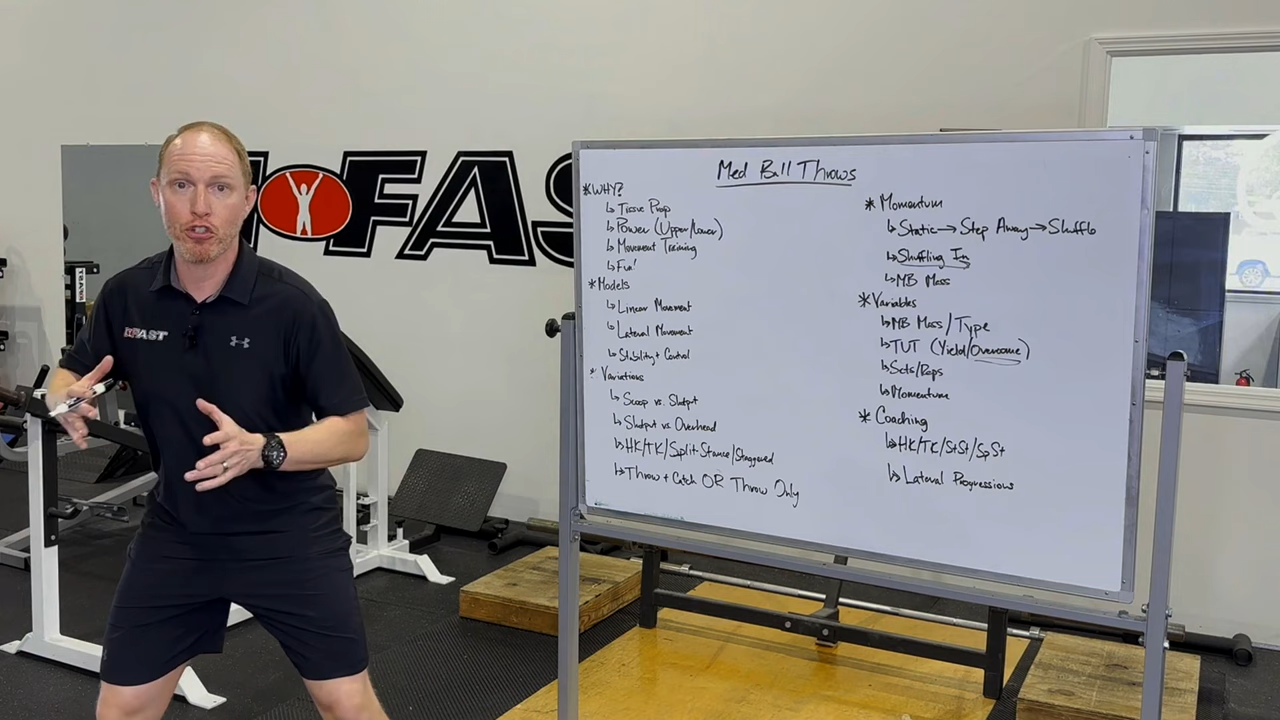 IFAST
FAST
TRAK
Med Ball Throws
*WHY?
↳Tissue Prep
↳Power (Upper/Lower)
↳Movement Training
↳Fun!
*Models
↳Linear Movement
↳Lateral Movement
↳Stability + Control
*Variations
↳Scoop vs. Shotput
↳Shotput vs Overhead
↳HK/TK/Split-Stance/Staggered
↳Throw + Catch OR Throw Only
* Momentum
↳Static→Step Away→Shuffle
↳Shuffling In
↳MB Mass
*Variables
↳MB Mass/Type
↳TUT (Yield/Overcome)
↳Sets/Reps
↳Momentum
* Coaching
↳HK/TK/StSt/SpSt
↳Lateral Progressions